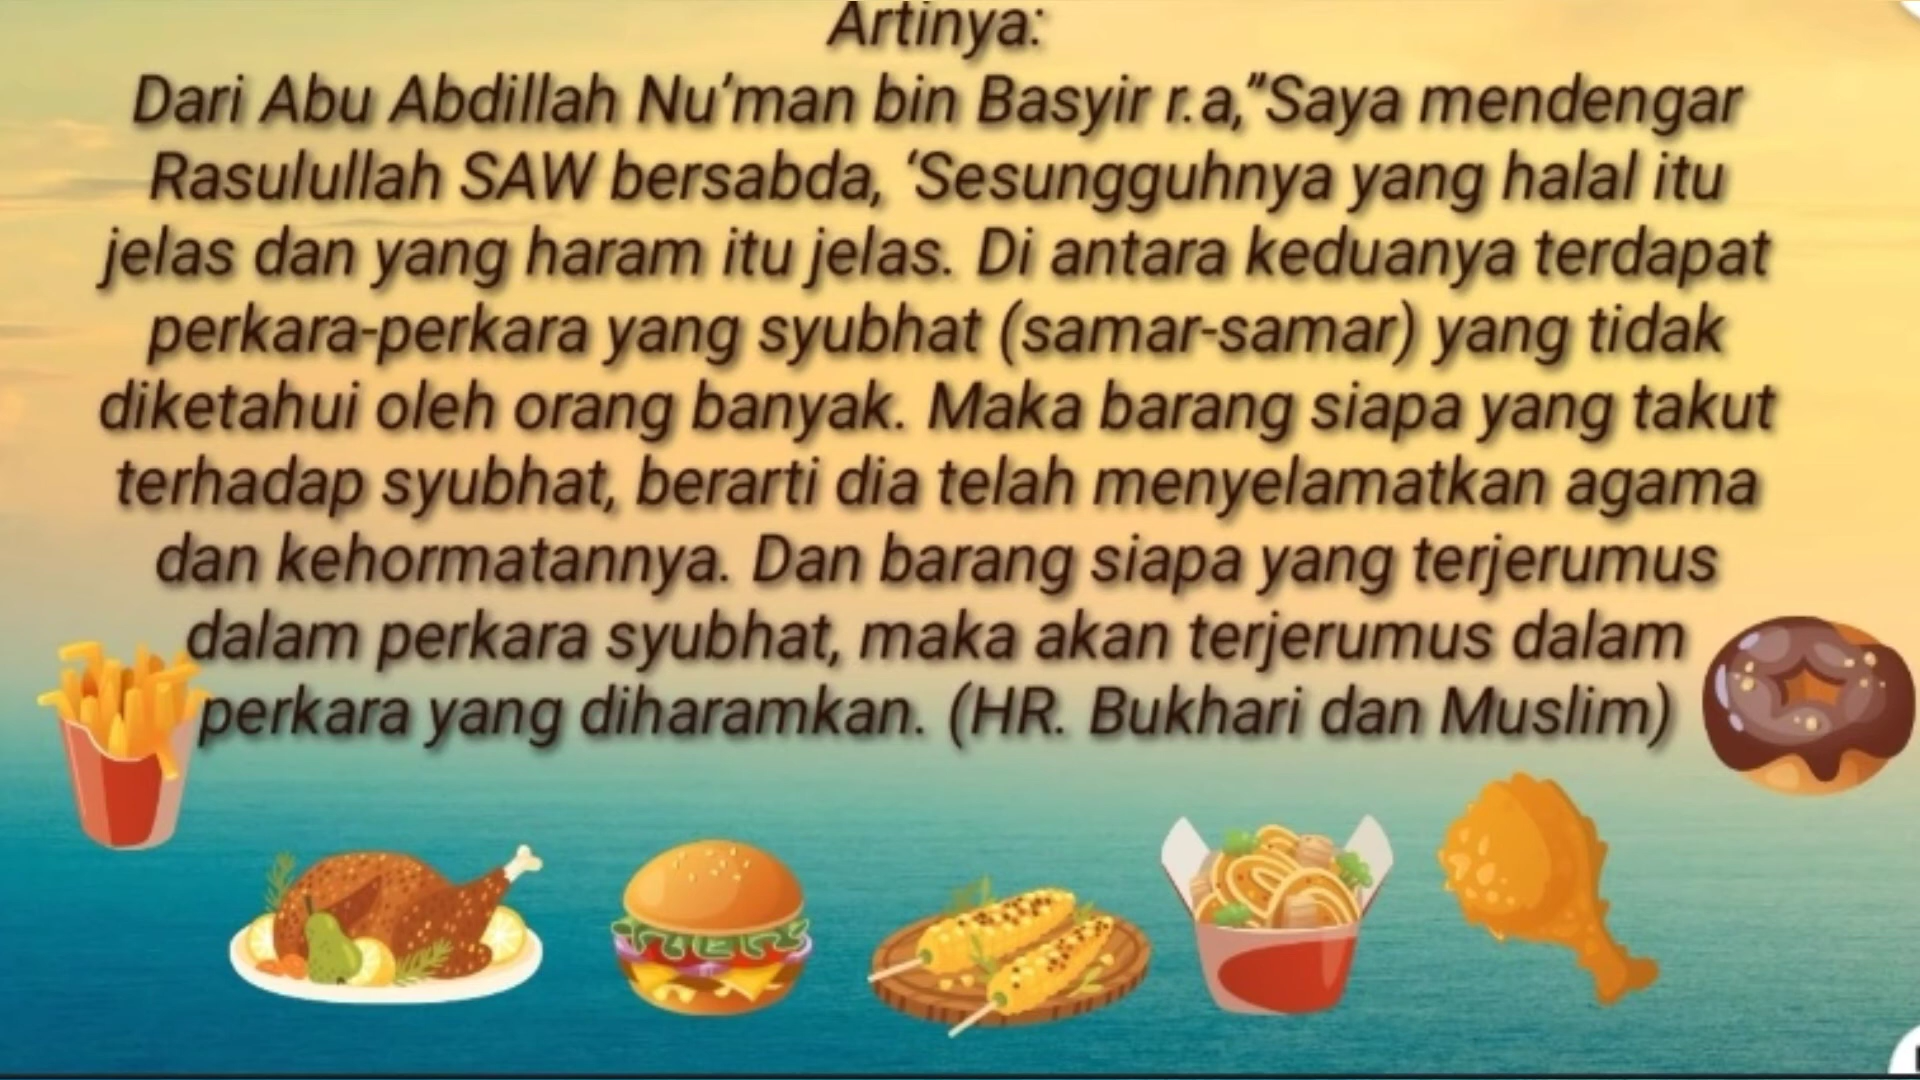 Artinya:
Dari Abu Abdillah Nu’man bin Basyir r.a,”Saya mendengar
Rasulullah SAW bersabda, ‘Sesungguhnya yang halal itu
jelas dan yang haram itu jelas. Di antara keduanya terdapat
perkara-perkara yang syubhat (samar-samar) yang tidak
diketahui oleh orang banyak. Maka barang siapa yang takut
terhadap syubhat, berarti dia telah menyelamatkan agama
dan kehormatannya. Dan barang siapa yang terjerumus
dalam perkara syubhat, maka akan terjerumus dalam
perkara yang diharamkan. (HR. Bukhari dan Muslim)